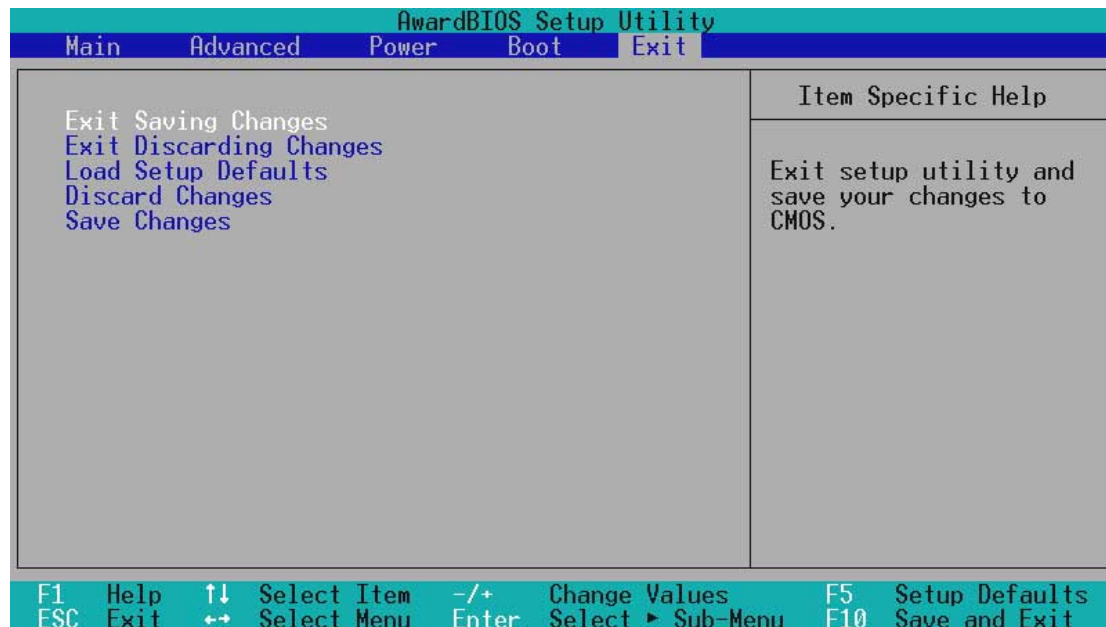 AwardBIOS Setup Utility
Main Advanced Power Boot Exit
Exit Saving Changes
Exit Discarding Changes
Load Setup Defaults
Discard Changes
Save Changes
Item Specific Help
Exit setup utility and
save your changes to
CMOS.
F1 Help ↑↓ Select Item -/+ Change Values F5 Setup Defaults
ESC Exit ←→ Select Menu Enter Select ► Sub-Menu F10 Save and Exit